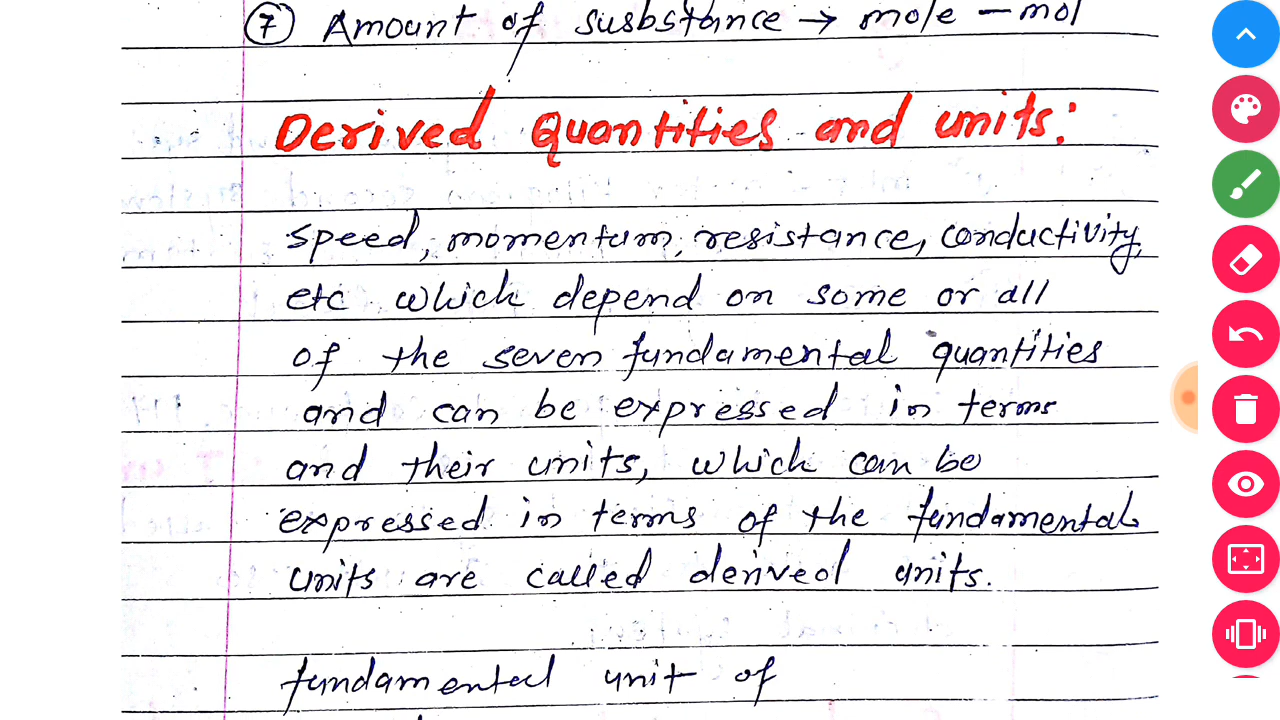 ⑦ Amount of susbstance → mole - mol
Derived Quantities and units:
speed, momentum, resistance, conductivity,
etc which depend on some or all
of the seven fundamental quantities
and can be expressed in terms
and their units, which can be
expressed in terms of the fundamental
units are called derived units.
fundamental unit of